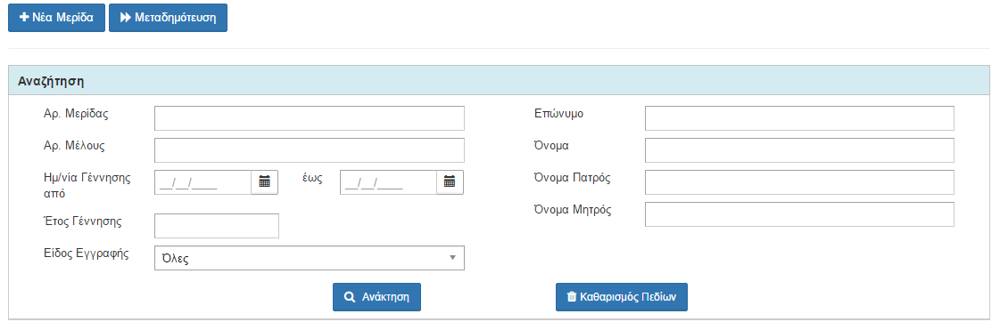 Νέα Μερίδα Μεταδημότευση
Αναζήτηση
Αρ. Μερίδας
Αρ. Μέλους
Ημ/νία Γέννησης από __/__/____ έως __/__/____
Έτος Γέννησης
Είδος Εγγραφής Όλες
Επώνυμο
Όνομα
Όνομα Πατρός
Όνομα Μητρός
Ανάκτηση Καθαρισμός Πεδίων